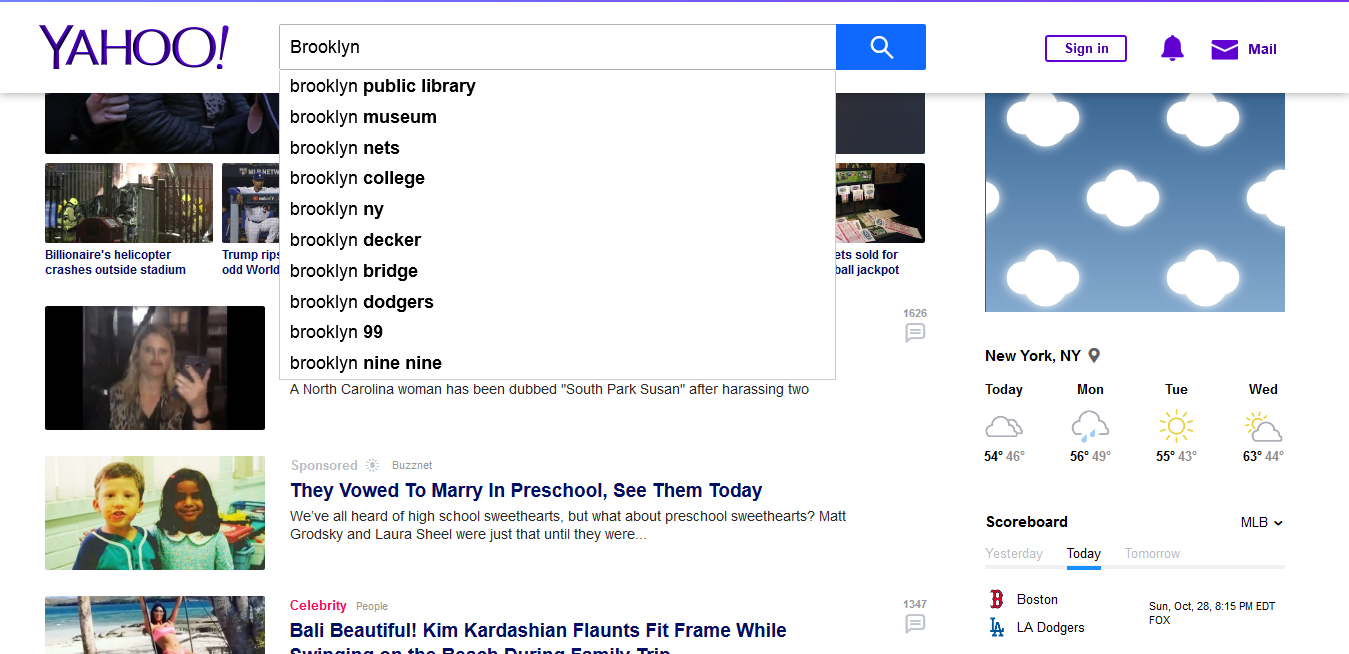 YAHOO!
Brooklyn
Sign in
Mail
brooklyn public library
brooklyn museum
brooklyn nets
brooklyn college
brooklyn ny
brooklyn decker
brooklyn bridge
brooklyn dodgers
brooklyn 99
brooklyn nine nine
Billionaire's helicopter
crashes outside stadium
Trump rips
odd World
ets sold for
ball jackpot
1626
A North Carolina woman has been dubbed "South Park Susan" after harassing two
Sponsored Buzznet
They Vowed To Marry In Preschool, See Them Today
We’ve all heard of high school sweethearts, but what about preschool sweethearts? Matt
Grodsky and Laura Sheel were just that until they were...
Celebrity People
1347
Bali Beautiful! Kim Kardashian Flaunts Fit Frame While
Swinging on the Beach During Family Trip
New York, NY
Today Mon Tue Wed
54° 46° 56° 49° 55° 43° 63° 44°
Scoreboard MLB
Yesterday Today Tomorrow
Boston
LA Dodgers
Sun, Oct, 28, 8:15 PM EDT
FOX